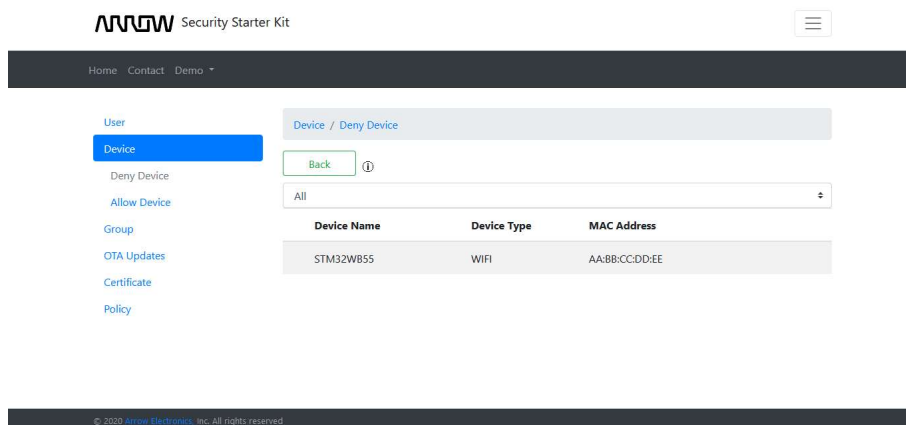 ARROW Security Starter Kit
Home Contact Demo
User
Device
Deny Device
Allow Device
Group
OTA Updates
Certificate
Policy
Device / Deny Device
Back
All
Device Name Device Type MAC Address
STM32WB55 WIFI AA:BB:CC:DD:EE
© 2020 Arrow Electronics, Inc. All rights reserved